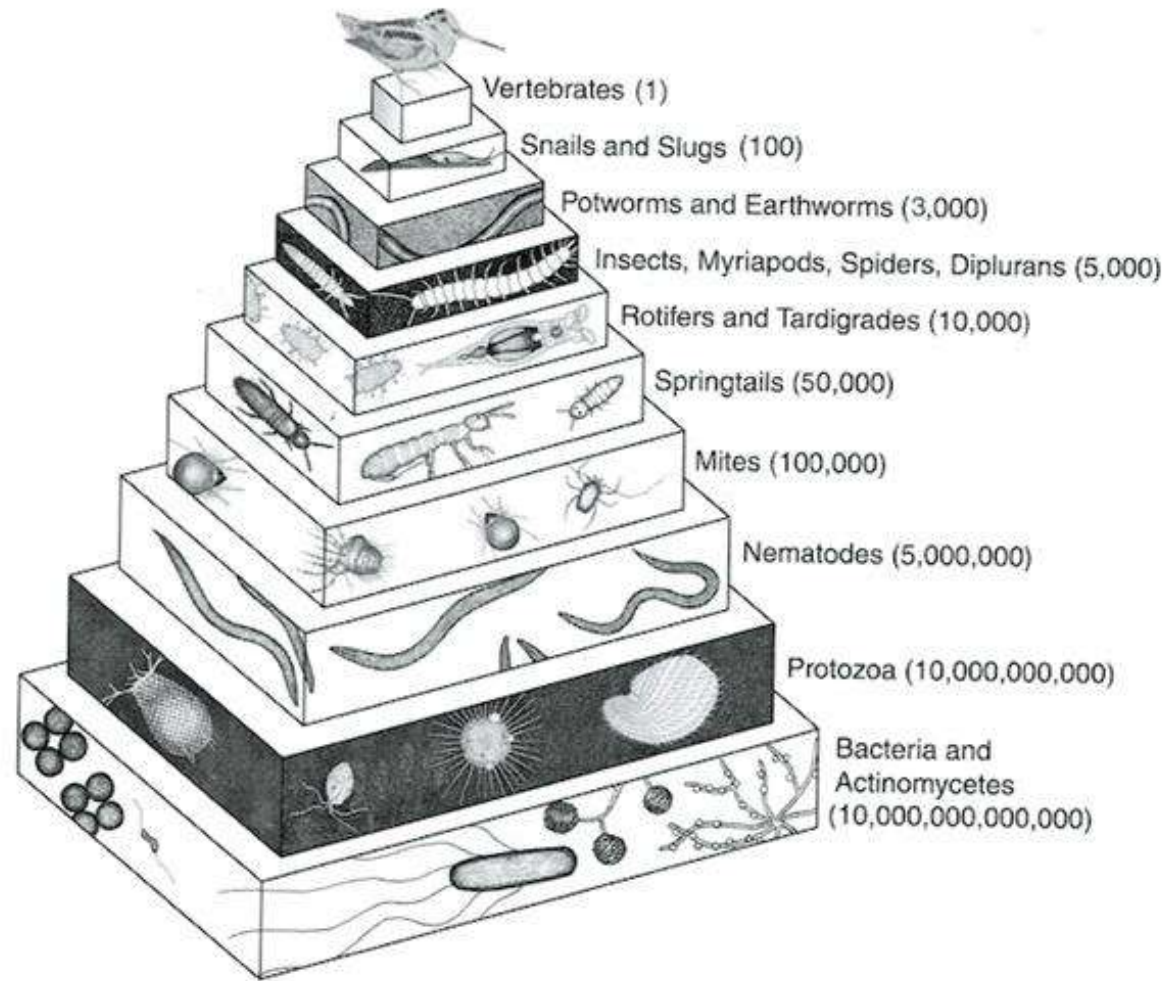 Vertebrates (1)
Snails and Slugs (100)
Potworms and Earthworms (3,000)
Insects, Myriapods, Spiders, Diplurans (5,000)
Rotifers and Tardigrades (10,000)
Springtails (50,000)
Mites (100,000)
Nematodes (5,000,000)
Protozoa (10,000,000,000)
Bacteria and
Actinomycetes
(10,000,000,000,000)